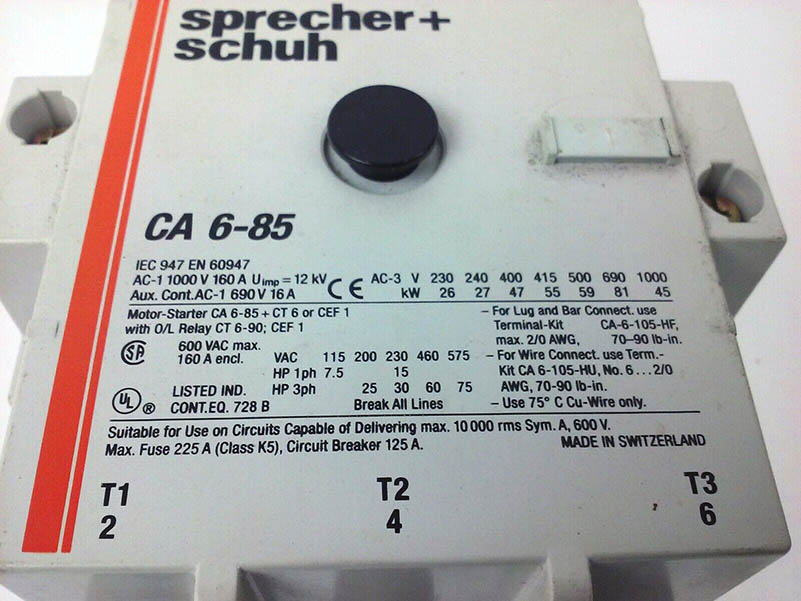 sprecher+
schuh
CA 6-85
IEC 947 EN 60947
AC-1 1000 V 160 A Uimp = 12 kV CE AC-3 V 230 240 400 415 500 690 1000
Aux. Cont. AC-1 690 V 16 A kW 26 27 47 55 59 81 45
Motor-Starter CA 6-85 + CT 6 or CEF 1 – For Lug and Bar Connect. use
with O/L Relay CT 6-90; CEF 1 Terminal-Kit CA-6-105-HF,
SA 600 VAC max. max. 2/0 AWG, 70–90 lb-in.
160 A encl. VAC 115 200 230 460 575 – For Wire Connect. use Term.-
HP 1ph 7.5 15 Kit CA 6-105-HU, No. 6...2/0
UL ® LISTED IND. HP 3ph 25 30 60 75 AWG, 70-90 lb-in.
CONT.EQ. 728 B Break All Lines – Use 75° C Cu-Wire only.
Suitable for Use on Circuits Capable of Delivering max. 10 000 rms Sym. A, 600 V.
Max. Fuse 225 A (Class K5), Circuit Breaker 125 A. MADE IN SWITZERLAND
T1 T2 T3
2 4 6